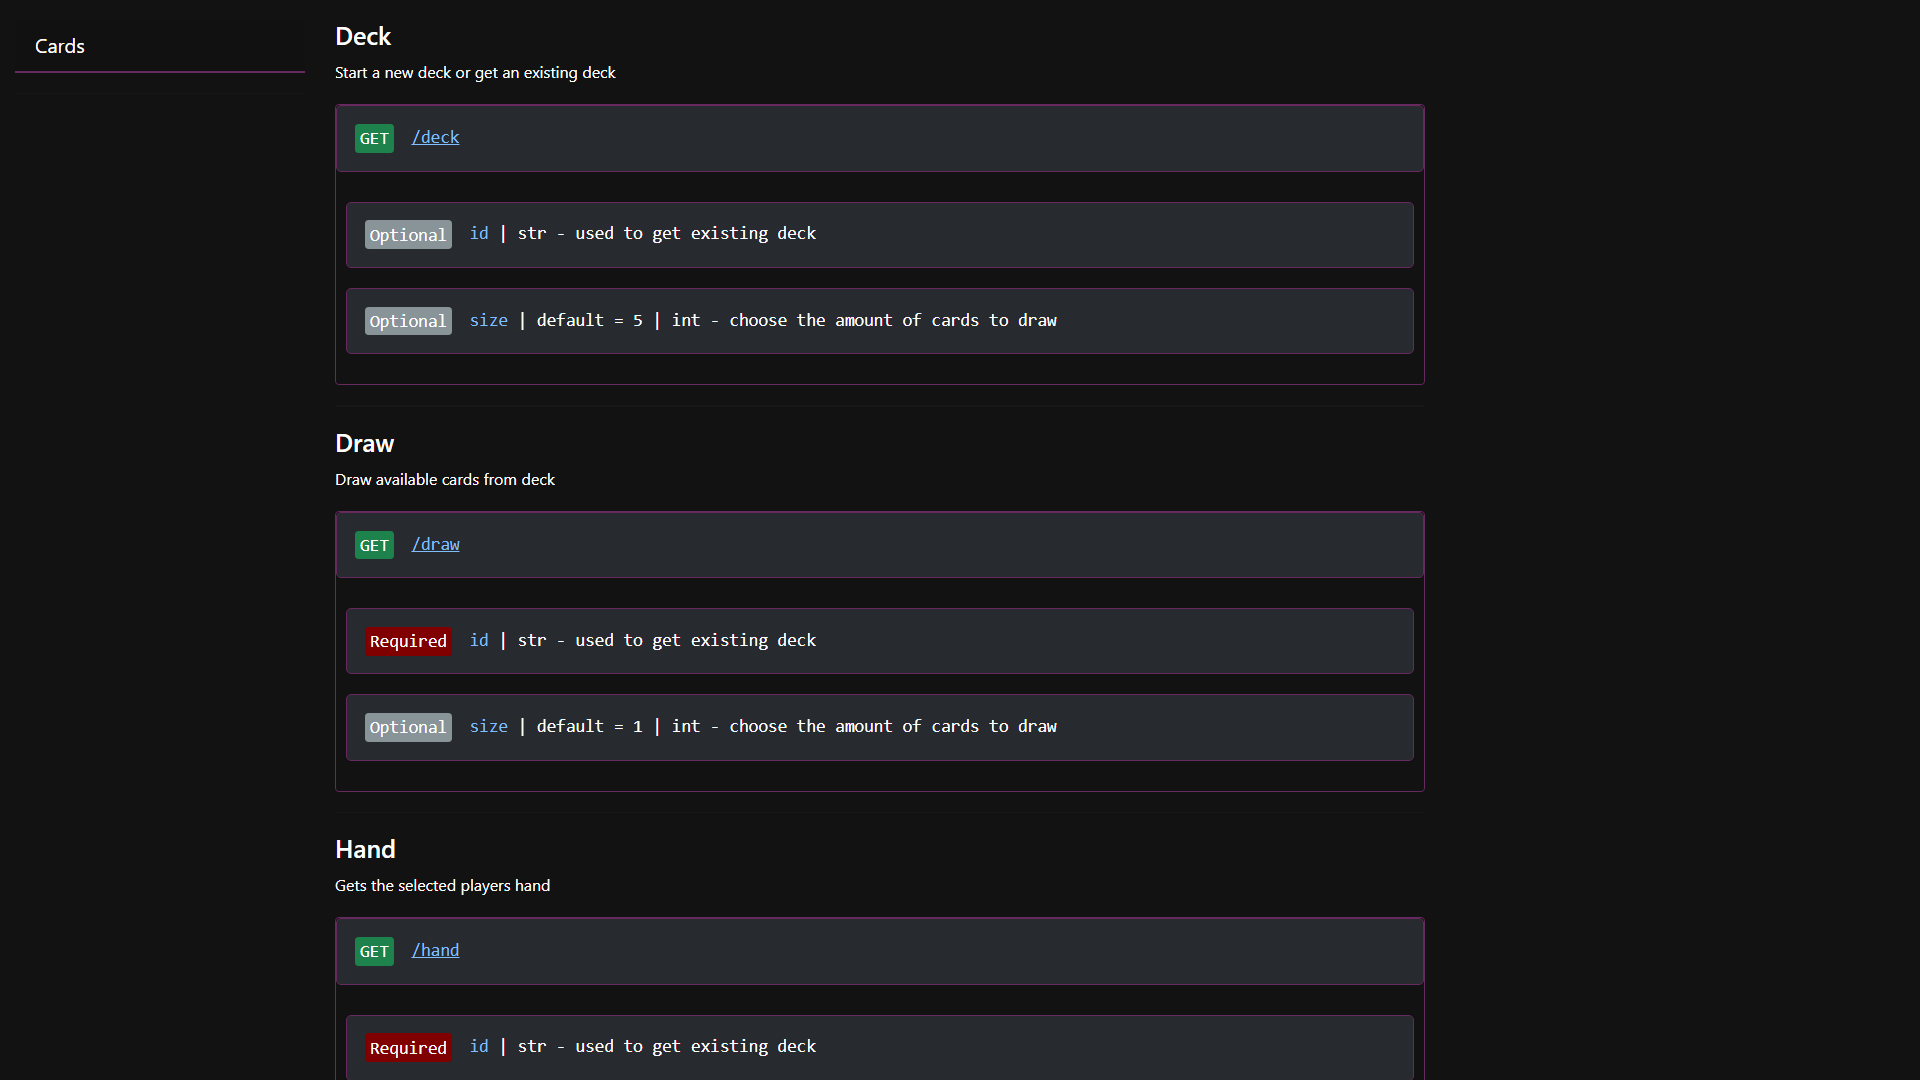 Cards
Deck
Start a new deck or get an existing deck
GET /deck
Optional id | str - used to get existing deck
Optional size | default = 5 | int - choose the amount of cards to draw
Draw
Draw available cards from deck
GET /draw
Required id | str - used to get existing deck
Optional size | default = 1 | int - choose the amount of cards to draw
Hand
Gets the selected players hand
GET /hand
Required id | str - used to get existing deck